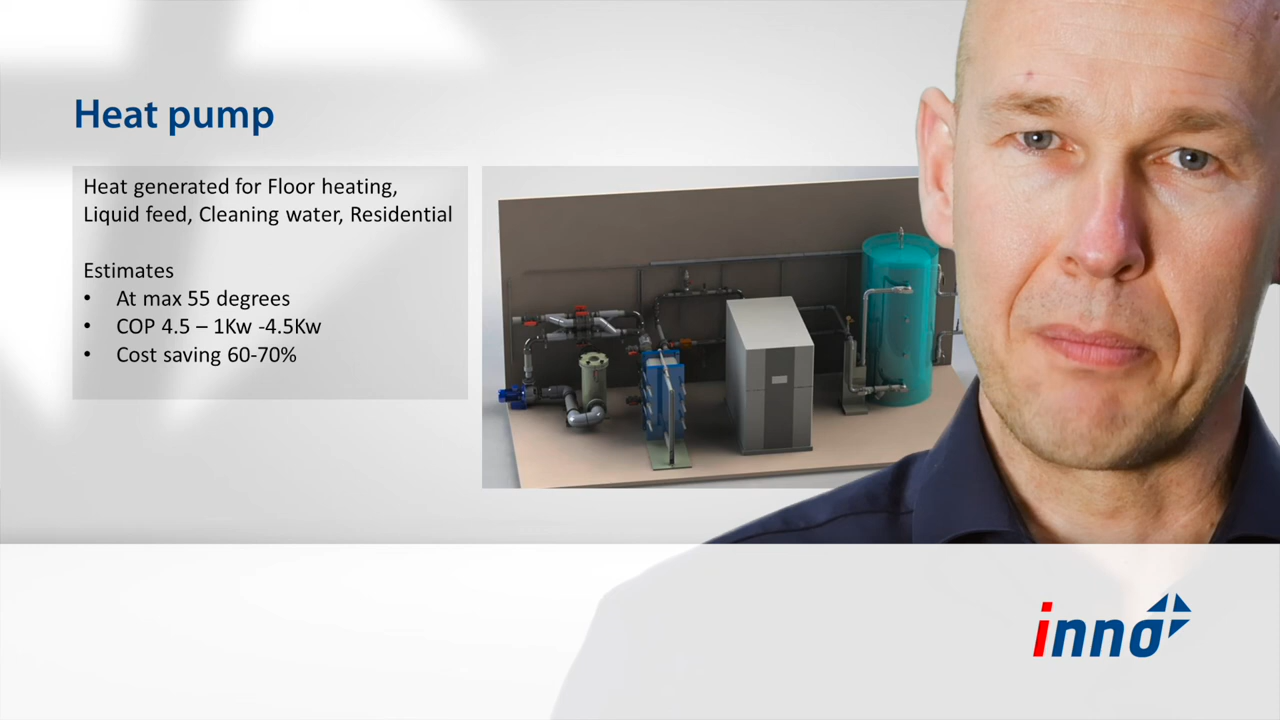 Heat pump
Heat generated for Floor heating,
Liquid feed, Cleaning water, Residential
Estimates
• At max 55 degrees
• COP 4.5 – 1Kw -4.5Kw
• Cost saving 60-70%
inno